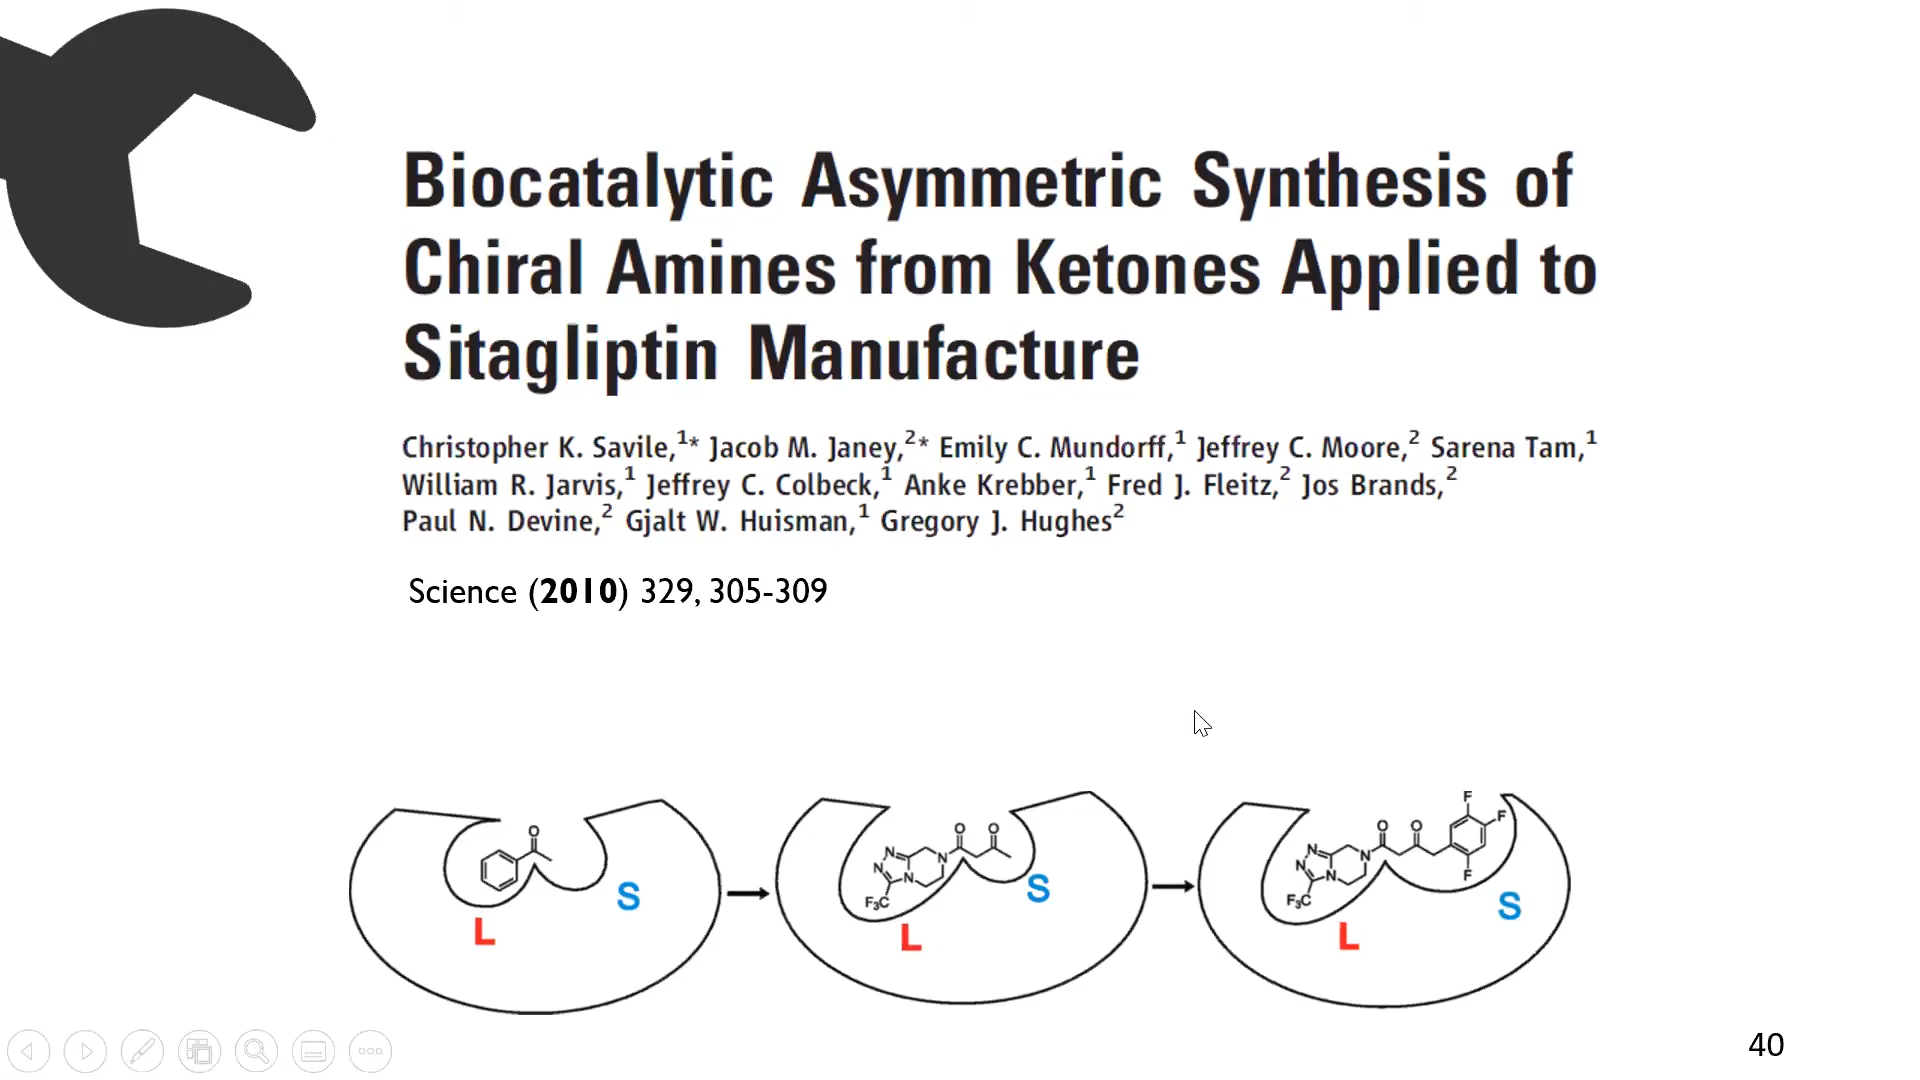 Biocatalytic Asymmetric Synthesis of
Chiral Amines from Ketones Applied to
Sitagliptin Manufacture
Christopher K. Savile,1* Jacob M. Janey,2* Emily C. Mundorff,1 Jeffrey C. Moore,2 Sarena Tam,1
William R. Jarvis,1 Jeffrey C. Colbeck,1 Anke Krebber,1 Fred J. Fleitz,2 Jos Brands,2
Paul N. Devine,2 Gjalt W. Huisman,1 Gregory J. Hughes2
Science (2010) 329, 305-309
O
S
L
O O
N
N
N
N
F3C
S
L
F
F
O O
N
N
N
N
F
F3C
S
L
40